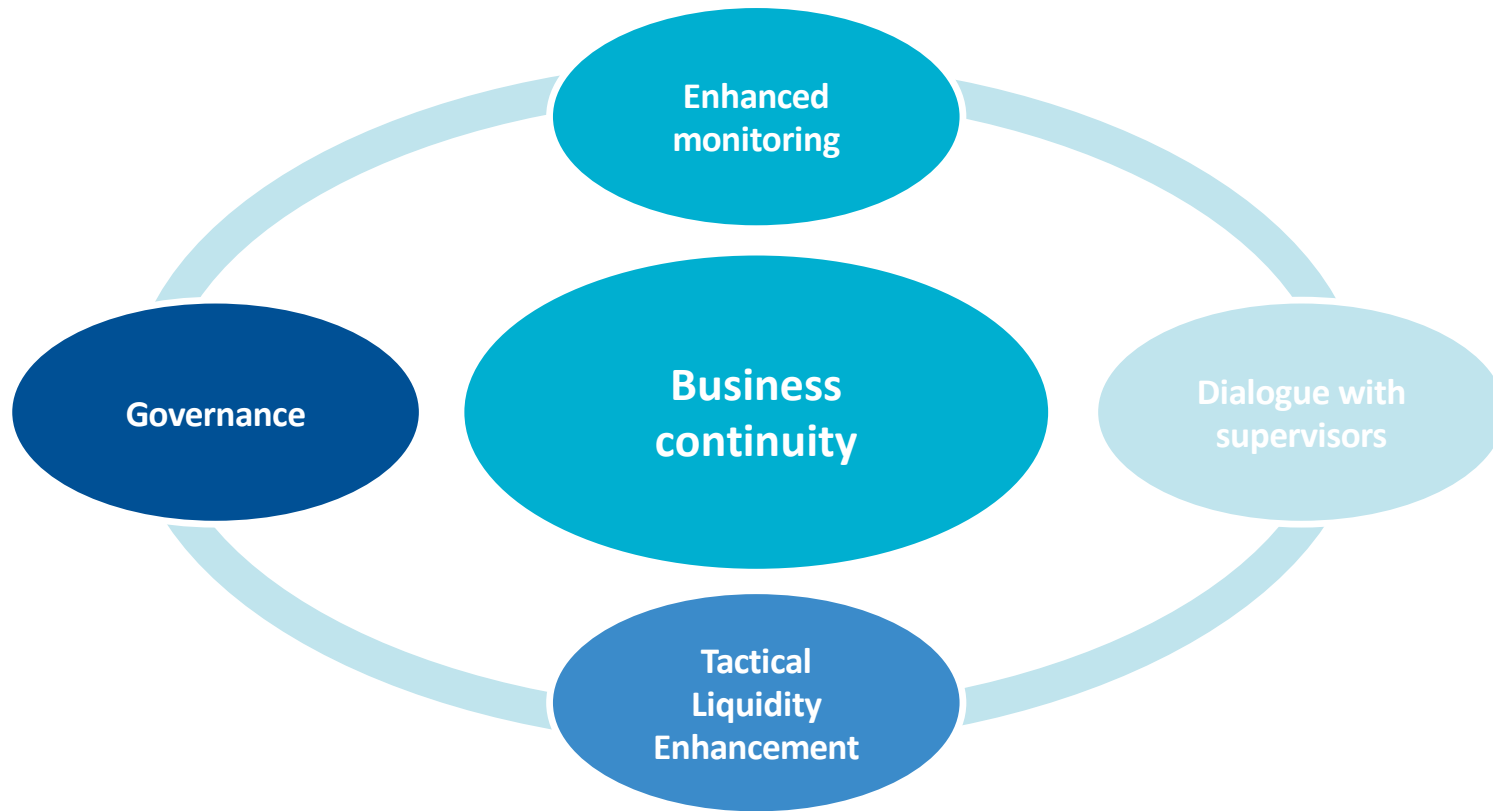 Enhanced
monitoring
Governance
Business
continuity
Dialogue with
supervisors
Tactical
Liquidity
Enhancement